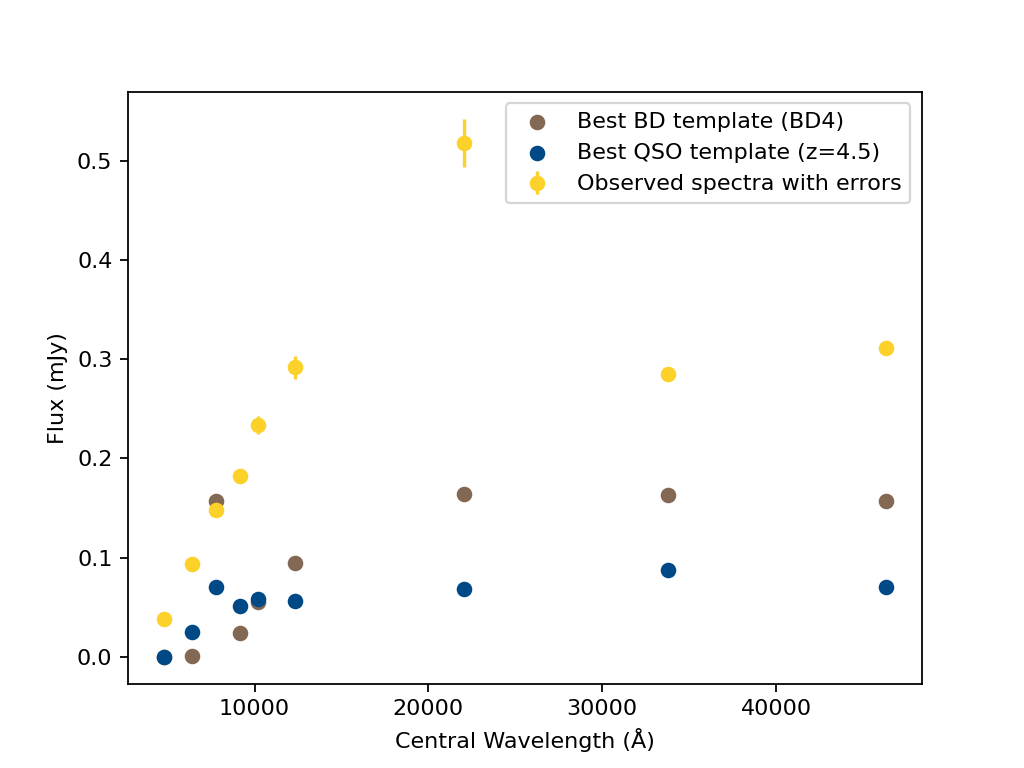 Best BD template (BD4)
Best QSO template (z=4.5)
Observed spectra with errors
0.5
0.4
0.3
0.2
0.1
0.0
Flux (mJy)
10000 20000 30000 40000
Central Wavelength (Å)